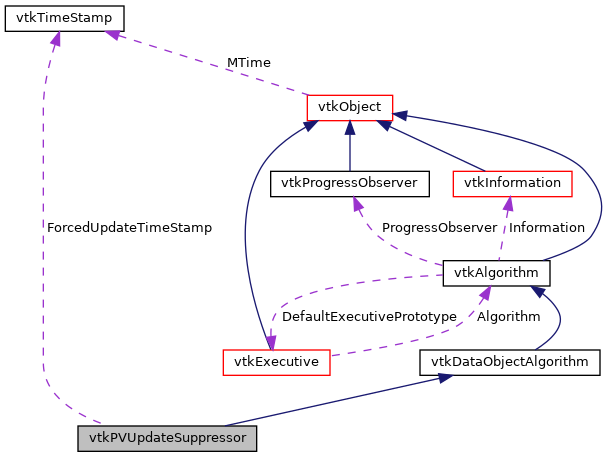 vtkTimeStamp
MTime
vtkObject
vtkProgressObserver
vtkInformation
ForcedUpdateTimeStamp
ProgressObserver
Information
vtkAlgorithm
DefaultExecutivePrototype
Algorithm
vtkExecutive
vtkDataObjectAlgorithm
vtkPVUpdateSuppressor